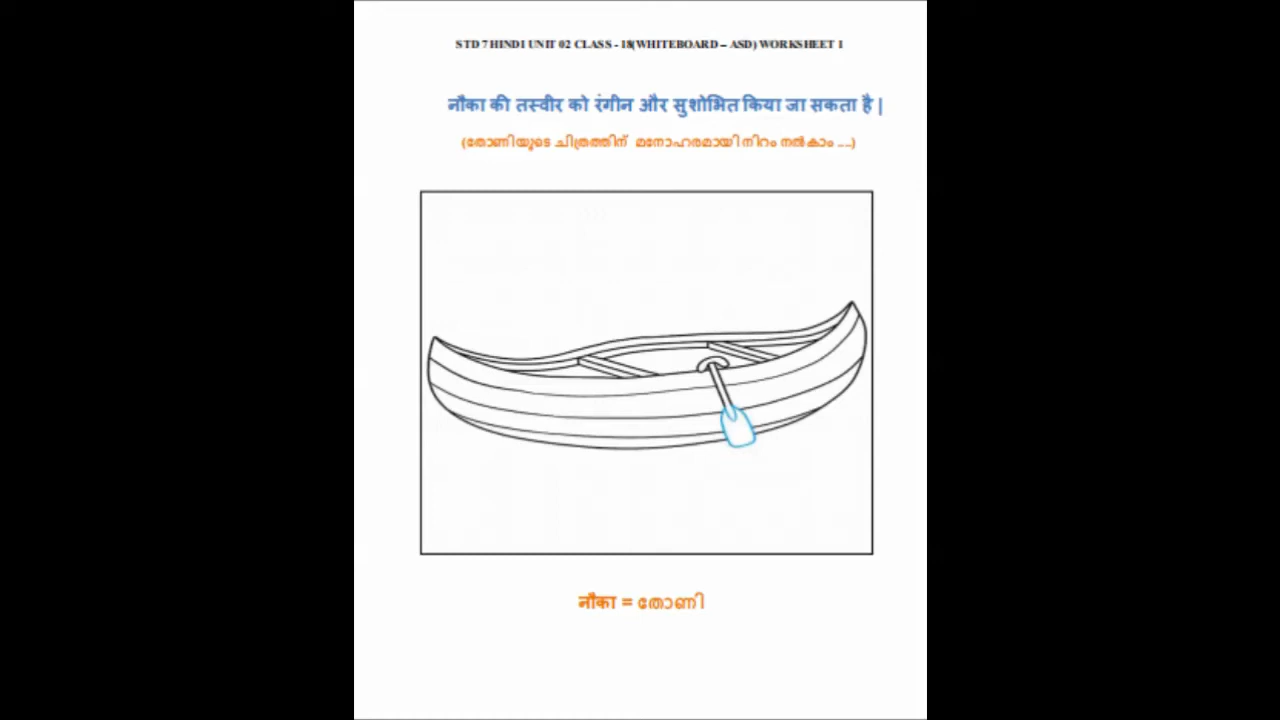 STD 7 HINDI UNIT 02 CLASS - 18(WHITEBOARD – ASD) WORKSHEET 1
नौका की तस्वीर को रंगीन और सुशोभित किया जा सकता है |
(തോണിയുടെ ചിത്രത്തിന് മനോഹരമായി നിറം നൽകാം ...)
नौका = തോണി